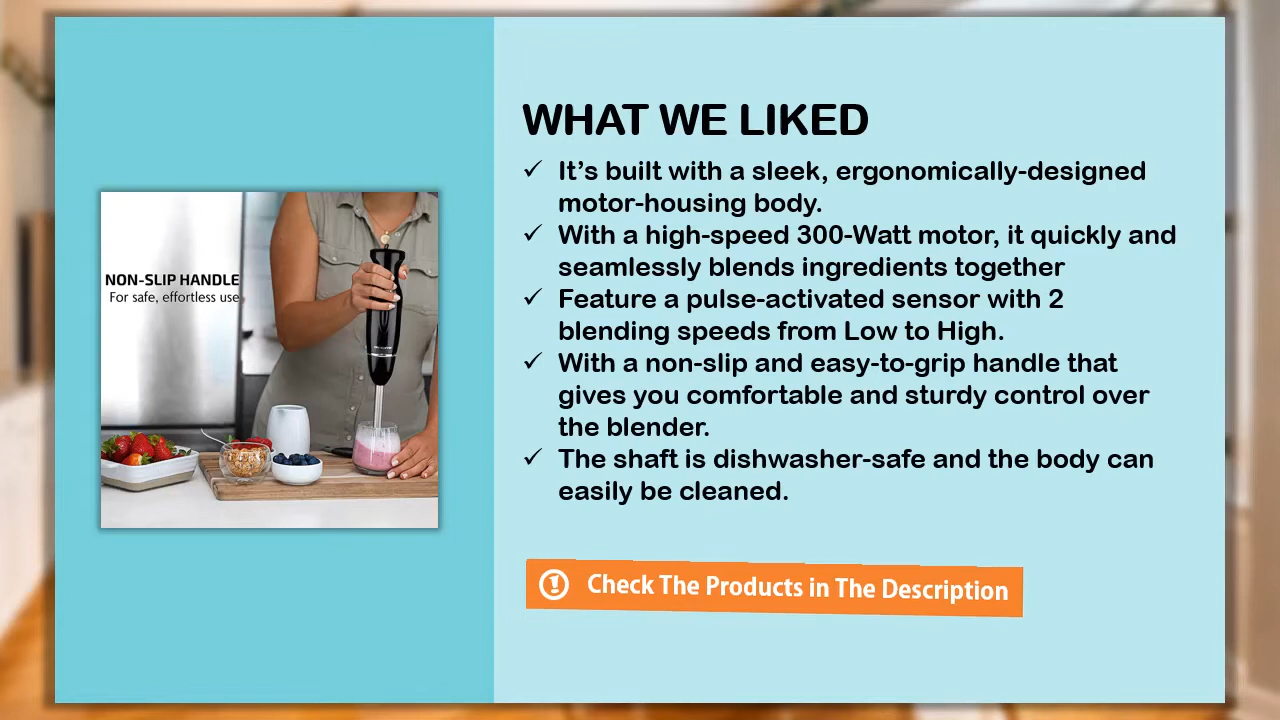 WHAT WE LIKED
✓ It’s built with a sleek, ergonomically-designed
motor-housing body.
✓ With a high-speed 300-Watt motor, it quickly and
seamlessly blends ingredients together
✓ Feature a pulse-activated sensor with 2
blending speeds from Low to High.
✓ With a non-slip and easy-to-grip handle that
gives you comfortable and sturdy control over
the blender.
✓ The shaft is dishwasher-safe and the body can
easily be cleaned.
NON-SLIP HANDLE
For safe, effortless use
Check The Products in The Description